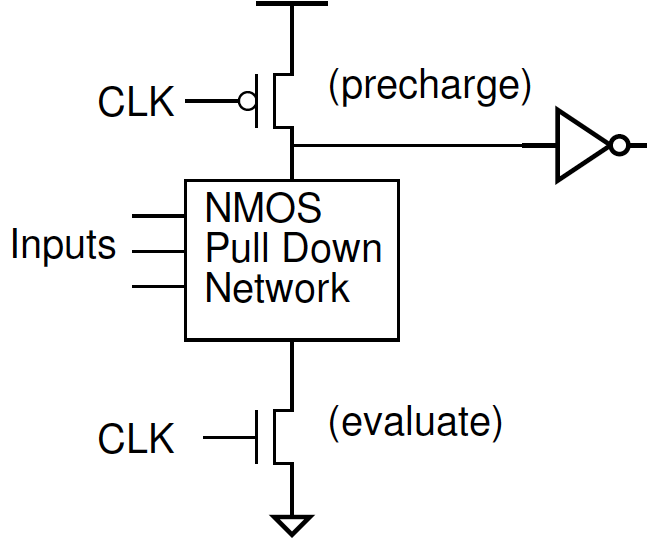 CLK
(precharge)
NMOS
Inputs
Pull Down
Network
CLK
(evaluate)